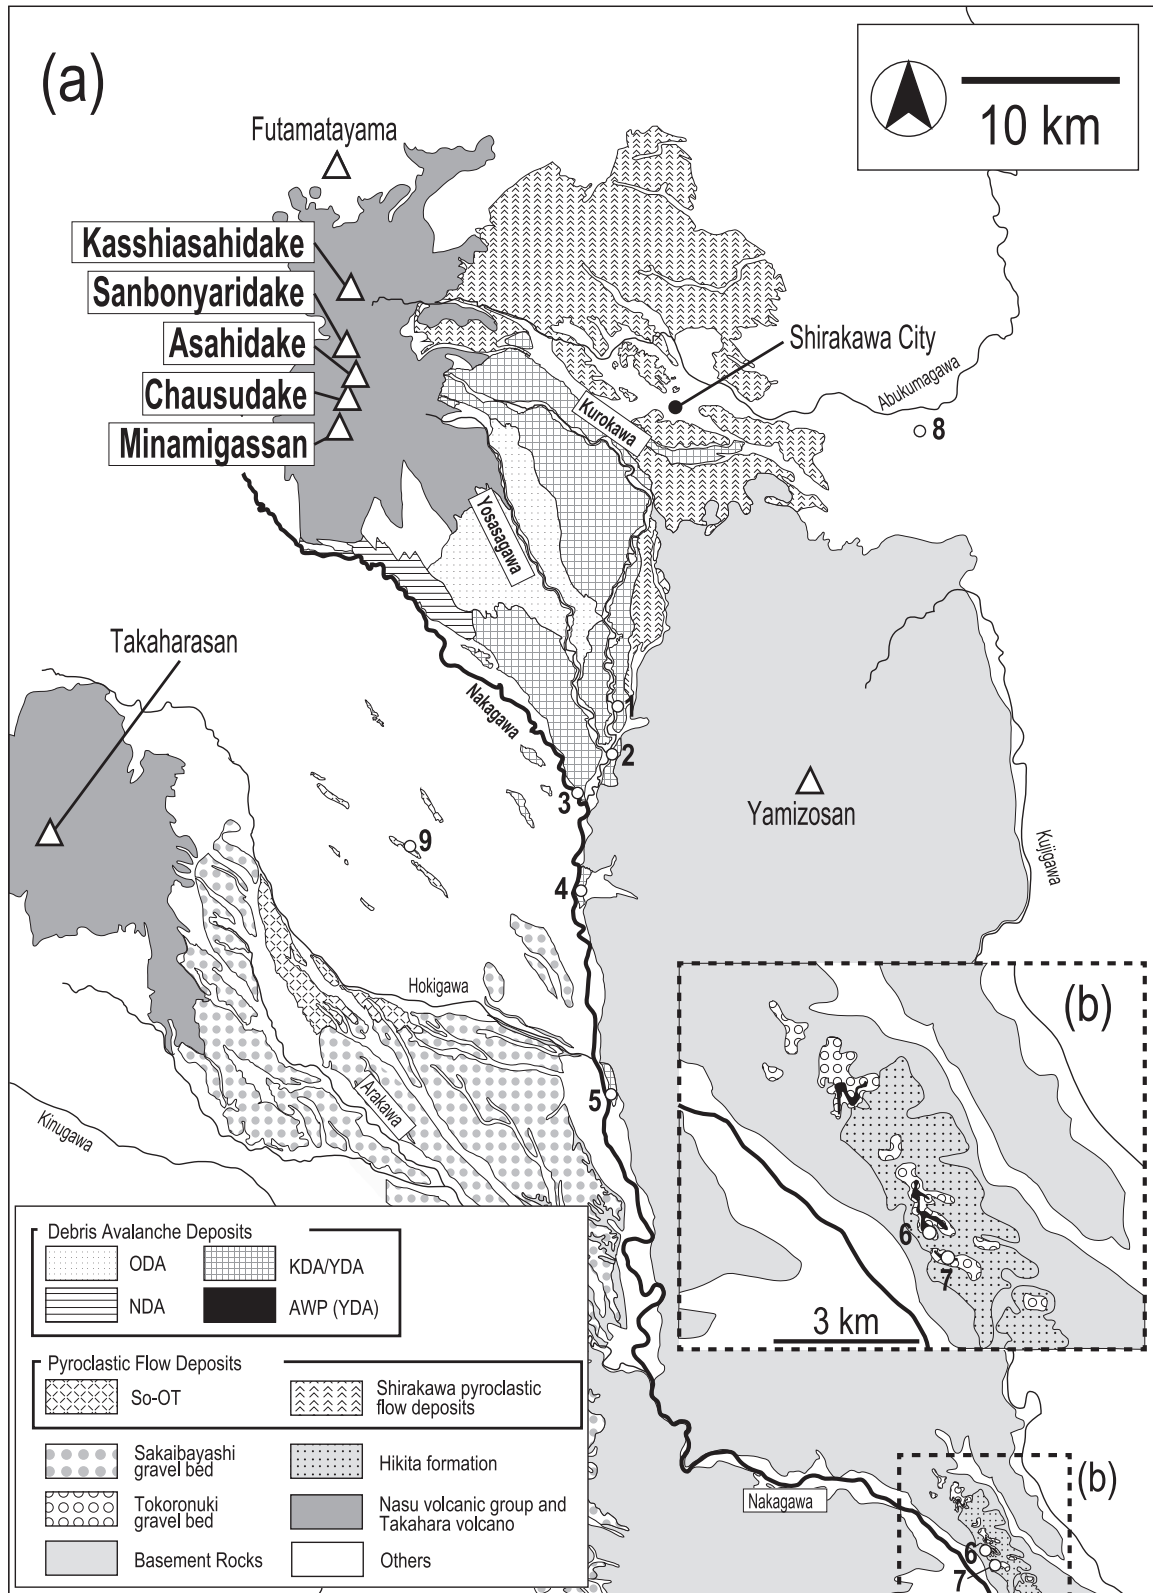 (a)
10 km
Futamatayama
Kasshiasahidake
Sanbonyaridake
Asahidake
Chausudake
Minamigassan
Shirakawa City
Abukumagawa
8
Kurokawa
Yosasagawa
Takaharasan
Nakagawa
1
2
3
Yamizosan
Kujigawa
9
4
Hokigawa
(b)
5
Arakawa
Kinugawa
6
7
3 km
Debris Avalanche Deposits
ODA
KDA/YDA
NDA
AWP (YDA)
Pyroclastic Flow Deposits
So-OT
Shirakawa pyroclastic
flow deposits
Sakaibayashi
gravel bed
Hikita formation
Tokoronuki
gravel bed
Nasu volcanic group and
Takahara volcano
Basement Rocks
Others
Nakagawa
(b)
6
7